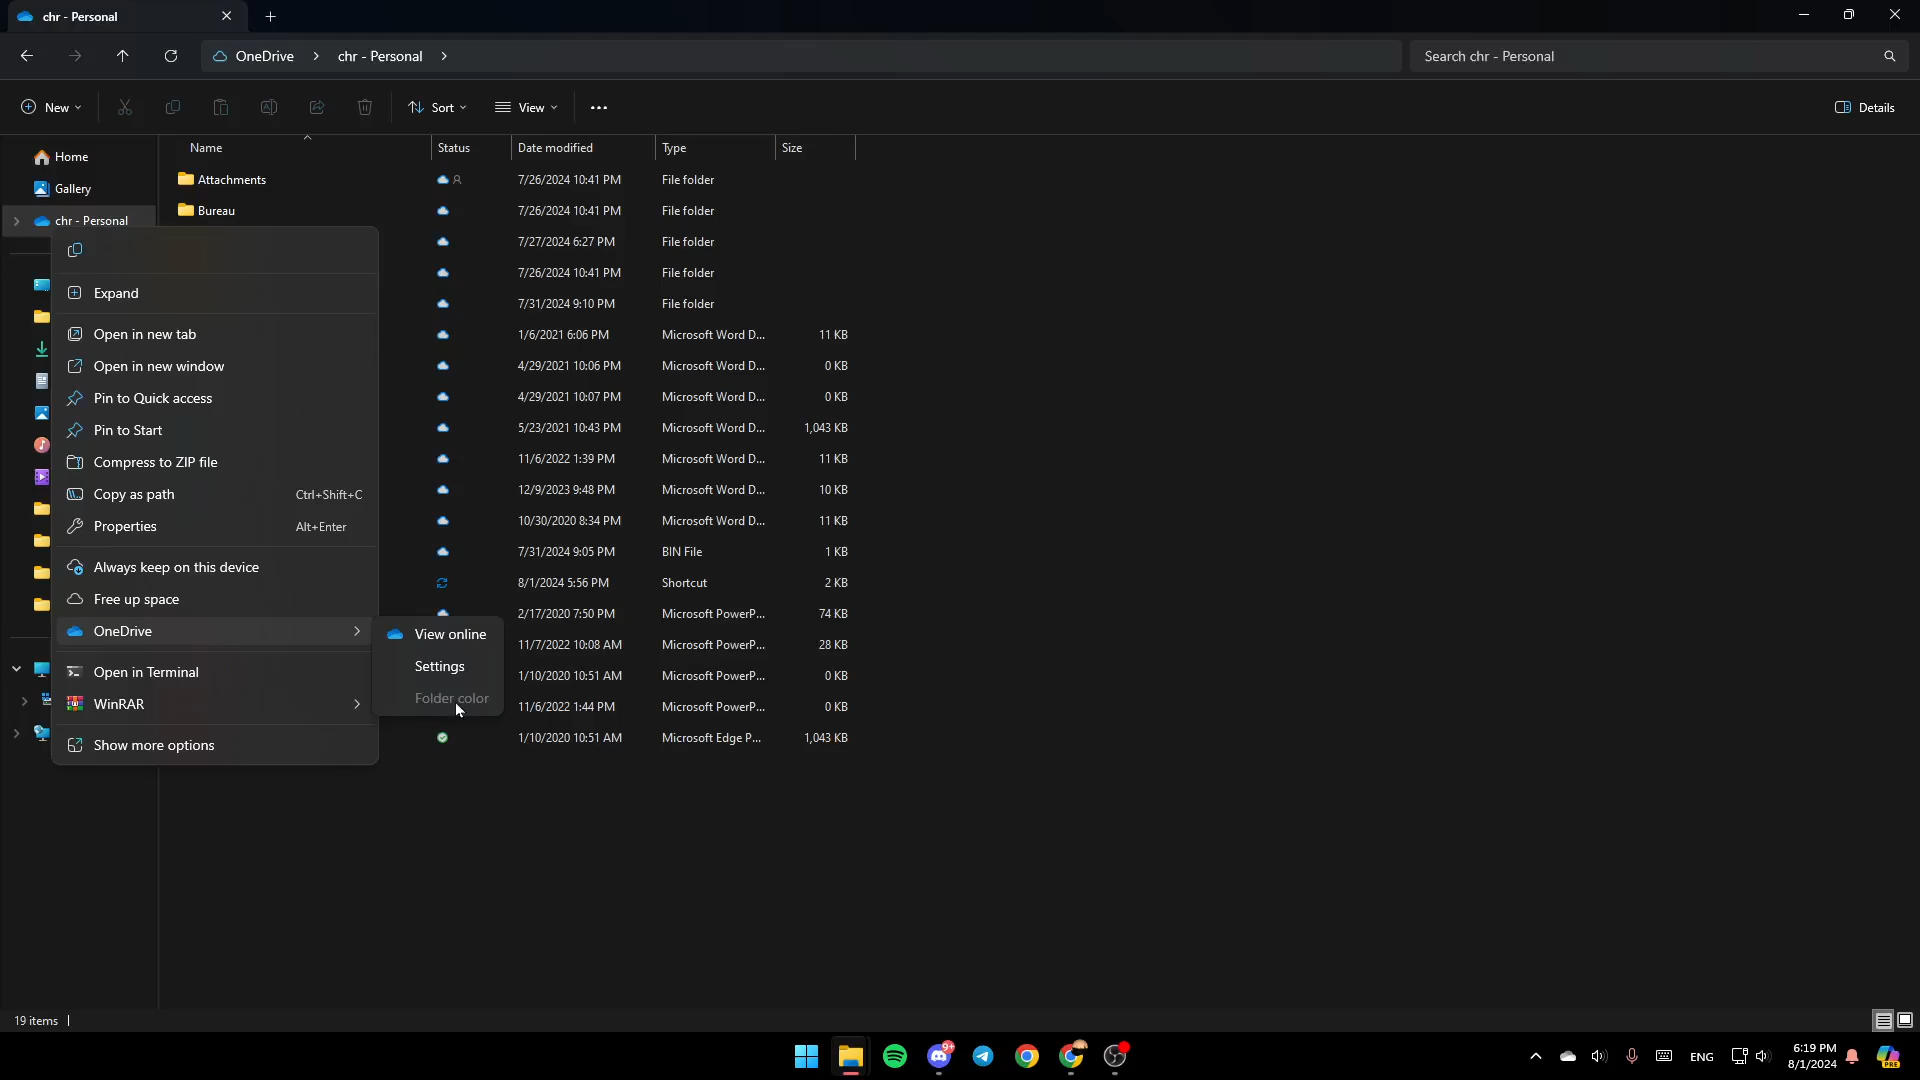 chr - Personal
OneDrive > chr - Personal >
Search chr - Personal
New
Sort
View
Details
Name Status Date modified Type Size
Home
Gallery
chr - Personal
Attachments 7/26/2024 10:41 PM File folder
Bureau 7/26/2024 10:41 PM File folder
7/27/2024 6:27 PM File folder
7/26/2024 10:41 PM File folder
7/31/2024 9:10 PM File folder
1/6/2021 6:06 PM Microsoft Word D... 11 KB
4/29/2021 10:06 PM Microsoft Word D... 0 KB
4/29/2021 10:07 PM Microsoft Word D... 0 KB
5/23/2021 10:43 PM Microsoft Word D... 1,043 KB
11/6/2022 1:39 PM Microsoft Word D... 11 KB
12/9/2023 9:48 PM Microsoft Word D... 10 KB
10/30/2020 8:34 PM Microsoft Word D... 11 KB
7/31/2024 9:05 PM BIN File 1 KB
8/1/2024 5:56 PM Shortcut 2 KB
2/17/2020 7:50 PM Microsoft PowerP... 74 KB
11/7/2022 10:08 AM Microsoft PowerP... 28 KB
1/10/2020 10:51 AM Microsoft PowerP... 0 KB
11/6/2022 1:44 PM Microsoft PowerP... 0 KB
1/10/2020 10:51 AM Microsoft Edge P... 1,043 KB
Expand
Open in new tab
Open in new window
Pin to Quick access
Pin to Start
Compress to ZIP file
Copy as path Ctrl+Shift+C
Properties Alt+Enter
Always keep on this device
Free up space
OneDrive
Open in Terminal
WinRAR
Show more options
View online
Settings
Folder color
19 items
9+
ENG
6:19 PM
8/1/2024
PRE